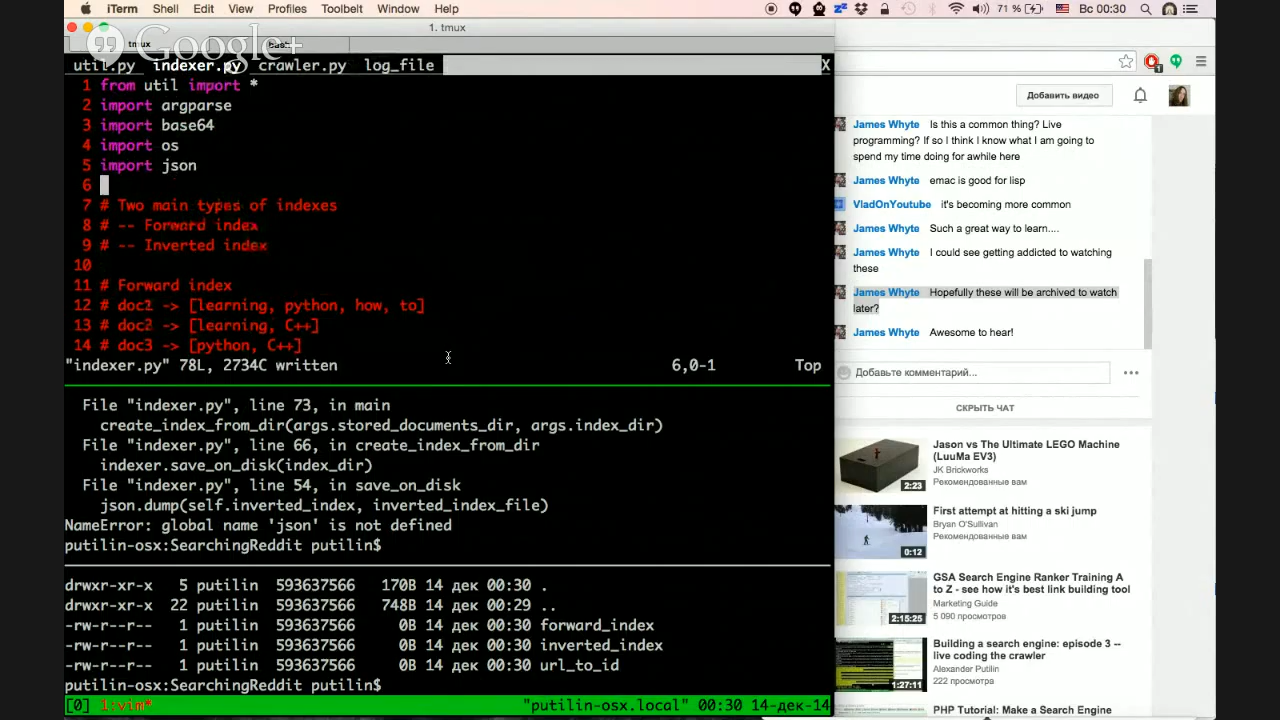 iTerm Shell Edit View Profiles Toolbelt Window Help 71 % Вс 00:30
1. tmux
tmux
Google+
util.py indexer.py crawler.py log_file X
1 from util import *
2 import argparse
3 import base64
4 import os
5 import json
6
7 # Two main types of indexes
8 # -- Forward index
9 # -- Inverted index
10
11 # Forward index
12 # doc1 -> [learning, python, how, to]
13 # doc2 -> [learning, C++]
14 # doc3 -> [python, C++]
"indexer.py" 78L, 2734C written 6,0-1 Top
File "indexer.py", line 73, in main
create_index_from_dir(args.stored_documents_dir, args.index_dir)
File "indexer.py", line 66, in create_index_from_dir
indexer.save_on_disk(index_dir)
File "indexer.py", line 54, in save_on_disk
json.dump(self.inverted_index, inverted_index_file)
NameError: global name 'json' is not defined
putilin-osx:SearchingReddit putilin$
drwxr-xr-x 5 putilin 593637566 170B 14 дек 00:30 .
drwxr-xr-x 22 putilin 593637566 748B 14 дек 00:29 ..
-rw-r--r-- 1 putilin 593637566 0B 14 дек 00:30 forward_index
-rw-r--r-- 1 putilin 593637566 0B 14 дек 00:30 inverted_index
-rw-r--r-- 1 putilin 593637566 0B 14 дек 00:30 url_to_id
putilin-osx:SearchingReddit putilin$
[0] 1:vim* "putilin-osx.local" 00:30 14-дек-14
Добавить видео
James Whyte Is this a common thing? Live
programming? If so I think I know what I am going to
spend my time doing for awhile here
James Whyte emac is good for lisp
VladOnYoutube it's becoming more common
James Whyte Such a great way to learn....
James Whyte I could see getting addicted to watching
these
James Whyte Hopefully these will be archived to watch
later?
James Whyte Awesome to hear!
Добавьте комментарий...
СКРЫТЬ ЧАТ
Jason vs The Ultimate LEGO Machine
(LuuMa EV3)
JK Brickworks
Рекомендованные вам
2:23
First attempt at hitting a ski jump
Bryan O'Sullivan
Рекомендованные вам
0:12
GSA Search Engine Ranker Training A
to Z - see how it's best link building tool
Marketing Guide
5 090 просмотров
2:15:25
Building a search engine: episode 3 --
live coding the crawler
Alexander Putilin
222 просмотра
1:27:11
PHP Tutorial: Make a Search Engine